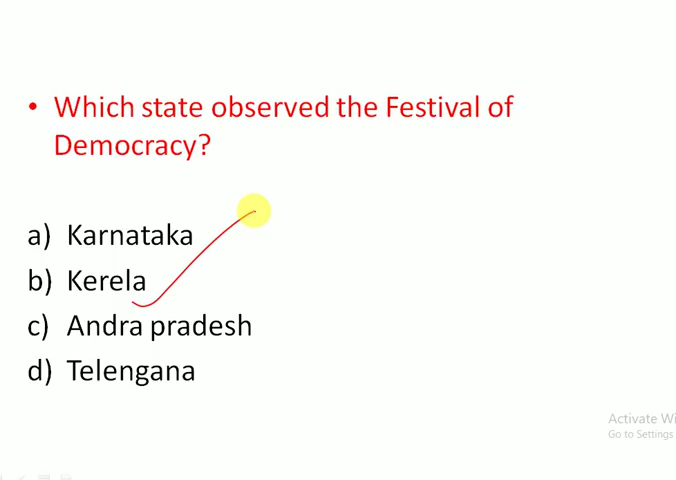 • Which state observed the Festival of
Democracy?
a) Karnataka
b) Kerela
c) Andra pradesh
d) Telengana
Activate Wi
Go to Settings